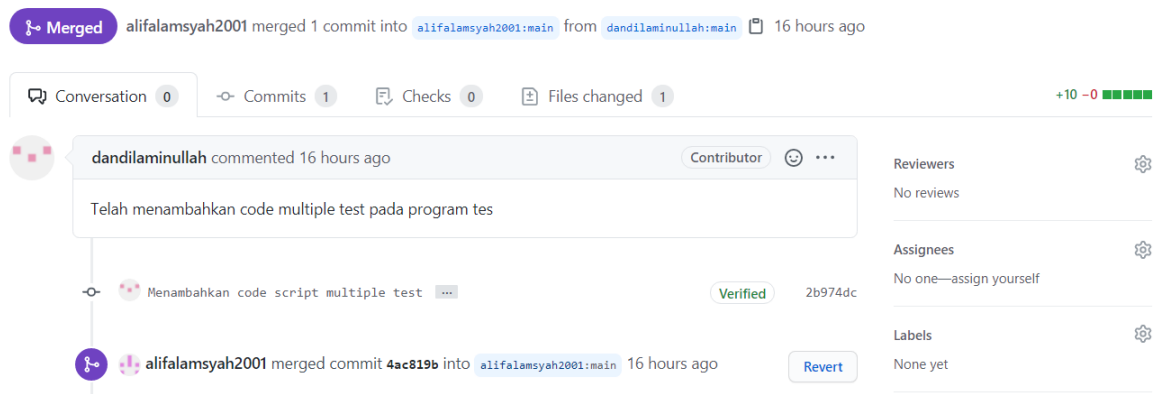 Merged alifalamsyah2001 merged 1 commit into alifalamsyah2001:main from dandilaminullah:main 16 hours ago
Conversation 0 Commits 1 Checks 0 Files changed 1 +10 −0
dandilaminullah commented 16 hours ago Contributor
Telah menambahkan code multiple test pada program tes
Menambahkan code script multiple test ... Verified 2b974dc
alifalamsyah2001 merged commit 4ac819b into alifalamsyah2001:main 16 hours ago Revert
Reviewers
No reviews
Assignees
No one—assign yourself
Labels
None yet